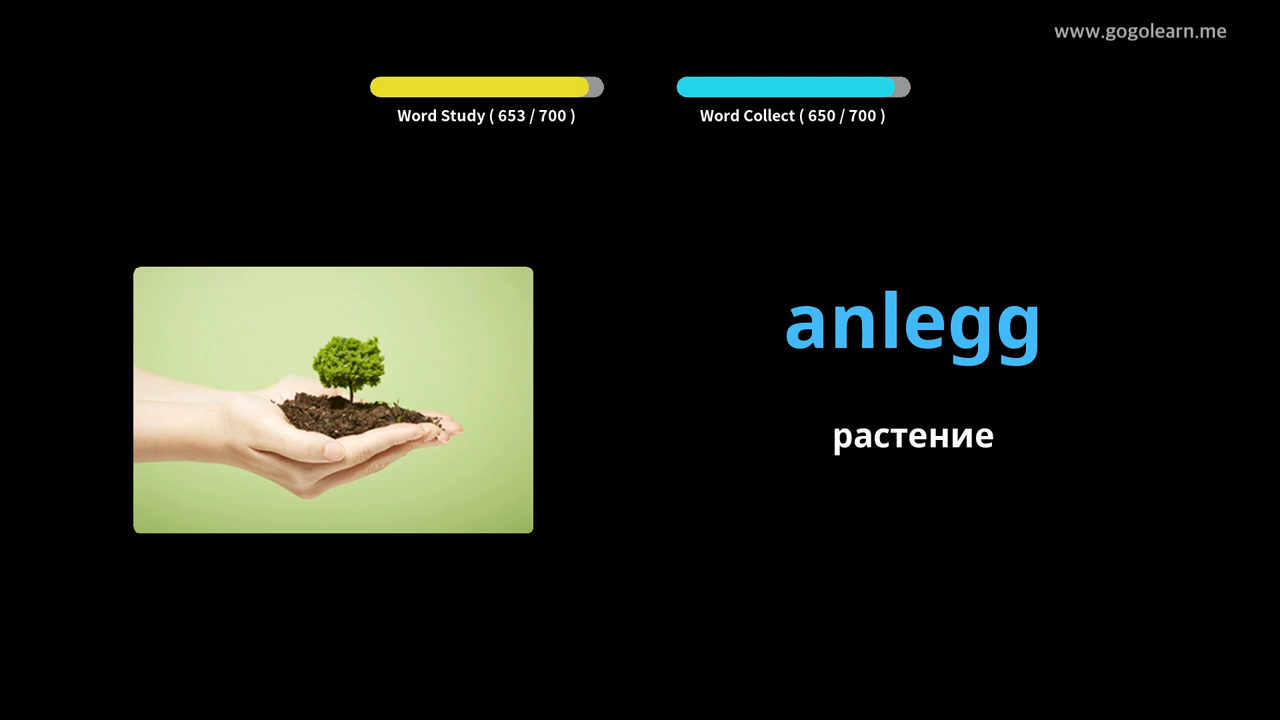 www.gogolearn.me
Word Study ( 653 / 700 )
Word Collect ( 650 / 700 )
anlegg
растение